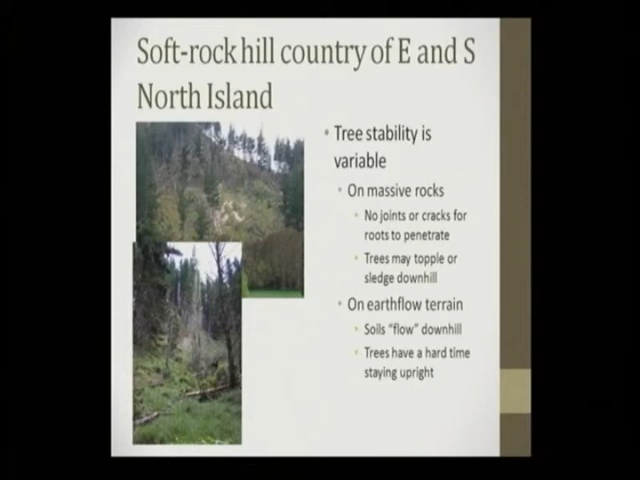 Soft-rock hill country of E and S
North Island
• Tree stability is
variable
• On massive rocks
• No joints or cracks for
roots to penetrate
• Trees may topple or
sledge downhill
• On earthflow terrain
• Soils “flow” downhill
• Trees have a hard time
staying upright